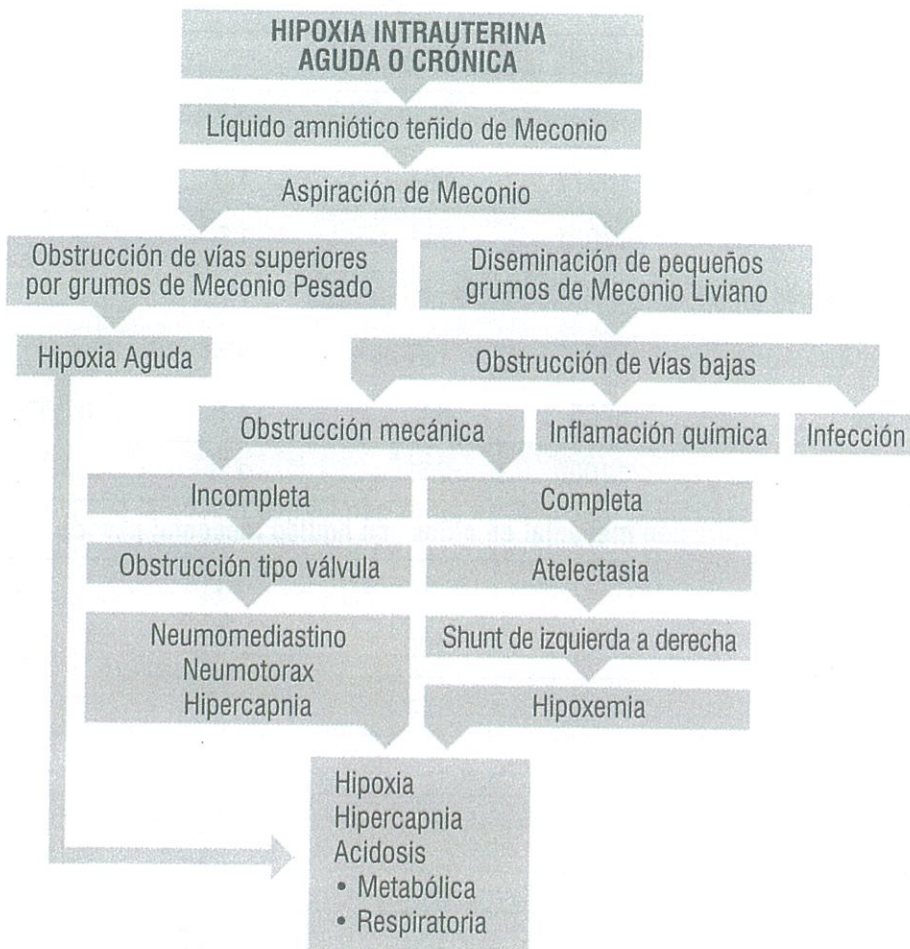 HIPOXIA INTRAUTERINA
AGUDA O CRÓNICA
Líquido amniótico teñido de Meconio
Aspiración de Meconio
Obstrucción de vías superiores
por grumos de Meconio Pesado
Diseminación de pequeños
grumos de Meconio Liviano
Hipoxia Aguda
Obstrucción de vías bajas
Obstrucción mecánica
Inflamación química
Infección
Incompleta
Completa
Obstrucción tipo válvula
Atelectasia
Neumomediastino
Neumotorax
Hipercapnia
Shunt de izquierda a derecha
Hipoxemia
Hipoxia
Hipercapnia
Acidosis
• Metabólica
• Respiratoria